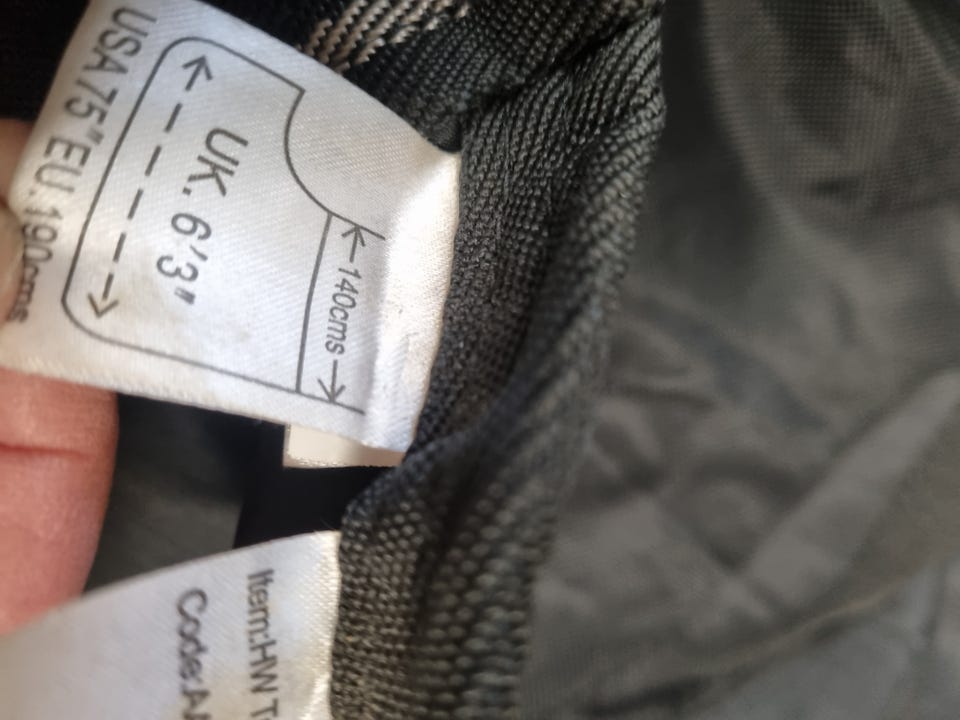 140cms
UK. 6'3"
USA 75" EU. 190cms
Item:HW
Code: